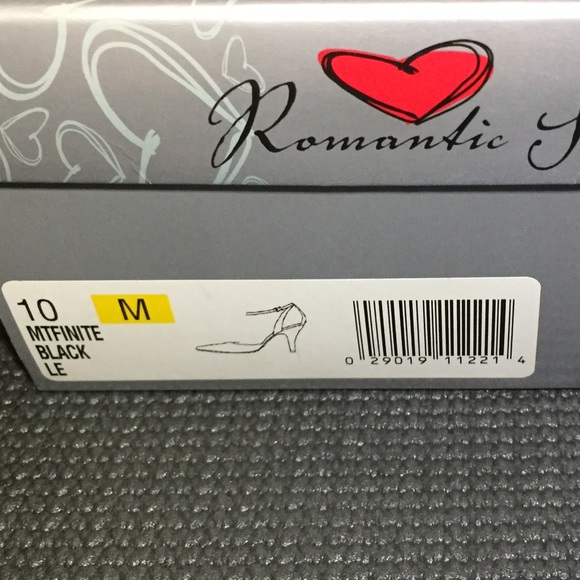 Romantic S
10 M
MTFINITE
BLACK
LE
0 29019 11221 4